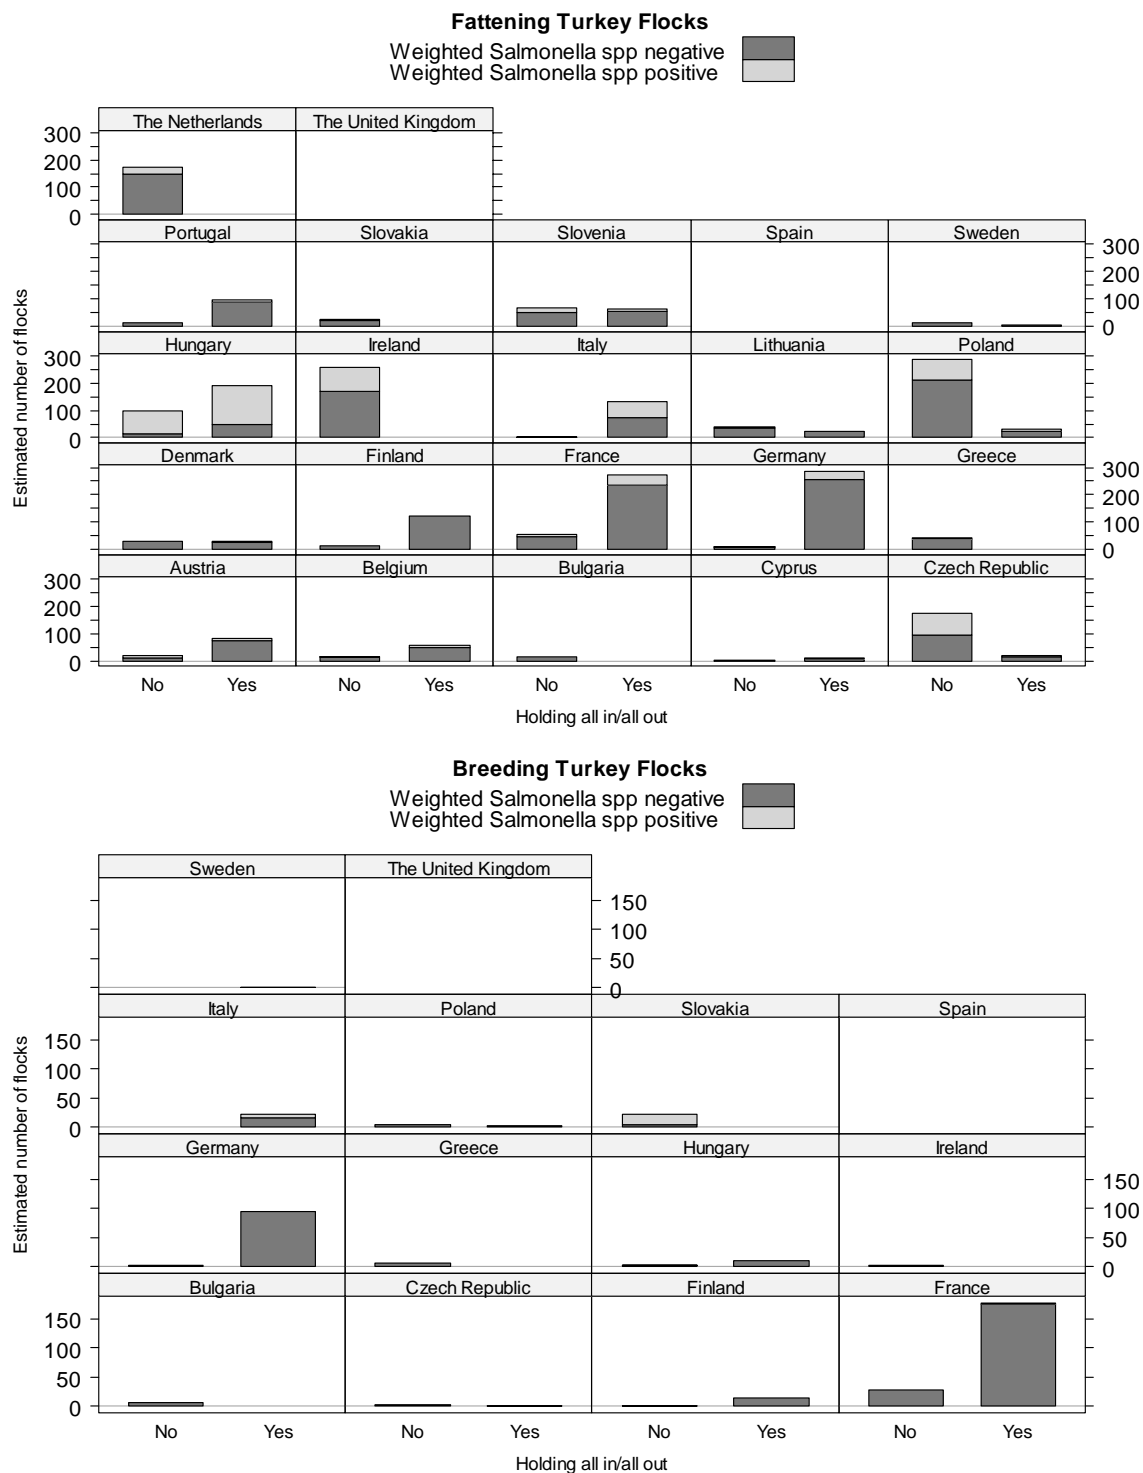 Fattening Turkey Flocks
Weighted Salmonella spp negative
Weighted Salmonella spp positive
The Netherlands The United Kingdom
300
200
100
0
Portugal Slovakia Slovenia Spain Sweden
300
200
100
0
Hungary Ireland Italy Lithuania Poland
300
200
100
0
Denmark Finland France Germany Greece
300
200
100
0
Austria Belgium Bulgaria Cyprus Czech Republic
300
200
100
0
Estimated number of flocks
No Yes No Yes No Yes No Yes No Yes
Holding all in/all out
Breeding Turkey Flocks
Weighted Salmonella spp negative
Weighted Salmonella spp positive
Sweden The United Kingdom
150
100
50
0
Italy Poland Slovakia Spain
150
100
50
0
Germany Greece Hungary Ireland
150
100
50
0
Bulgaria Czech Republic Finland France
150
100
50
0
Estimated number of flocks
No Yes No Yes No Yes No Yes
Holding all in/all out